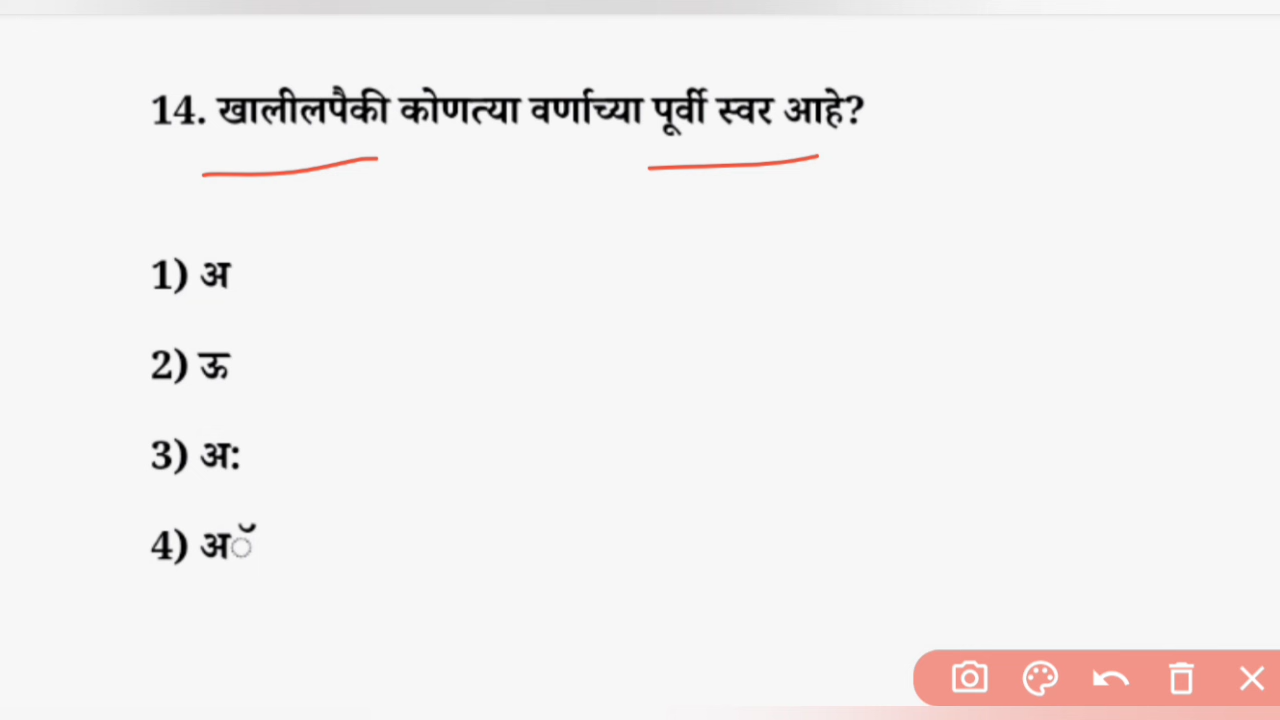 14. खालीलपैकी कोणत्या वर्णाच्या पूर्वी स्वर आहे?
1) अ
2) ऊ
3) अः
4) अॅ